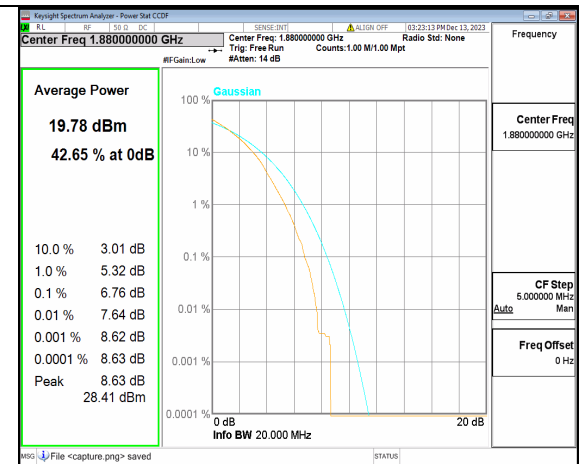 Keysight Spectrum Analyzer - Power Stat CCDF
RL RF 50 Ω DC SENSE:INT ALIGN OFF 03:23:13 PM Dec 13, 2023
Center Freq 1.880000000 GHz
Center Freq: 1.880000000 GHz Radio Std: None
Trig: Free Run Counts:1.00 M/1.00 Mpt
#IFGain:Low #Atten: 14 dB
Frequency
Average Power
19.78 dBm
42.65 % at 0dB
10.0 % 3.01 dB
1.0 % 5.32 dB
0.1 % 6.76 dB
0.01 % 7.64 dB
0.001 % 8.62 dB
0.0001 % 8.63 dB
Peak 8.63 dB
28.41 dBm
Gaussian
100 %
10 %
1 %
0.1 %
0.01 %
0.001 %
0.0001 %
0 dB 20 dB
Info BW 20.000 MHz
Center Freq
1.880000000 GHz
CF Step
5.000000 MHz
Auto Man
Freq Offset
0 Hz
MSG File <capture.png> saved STATUS